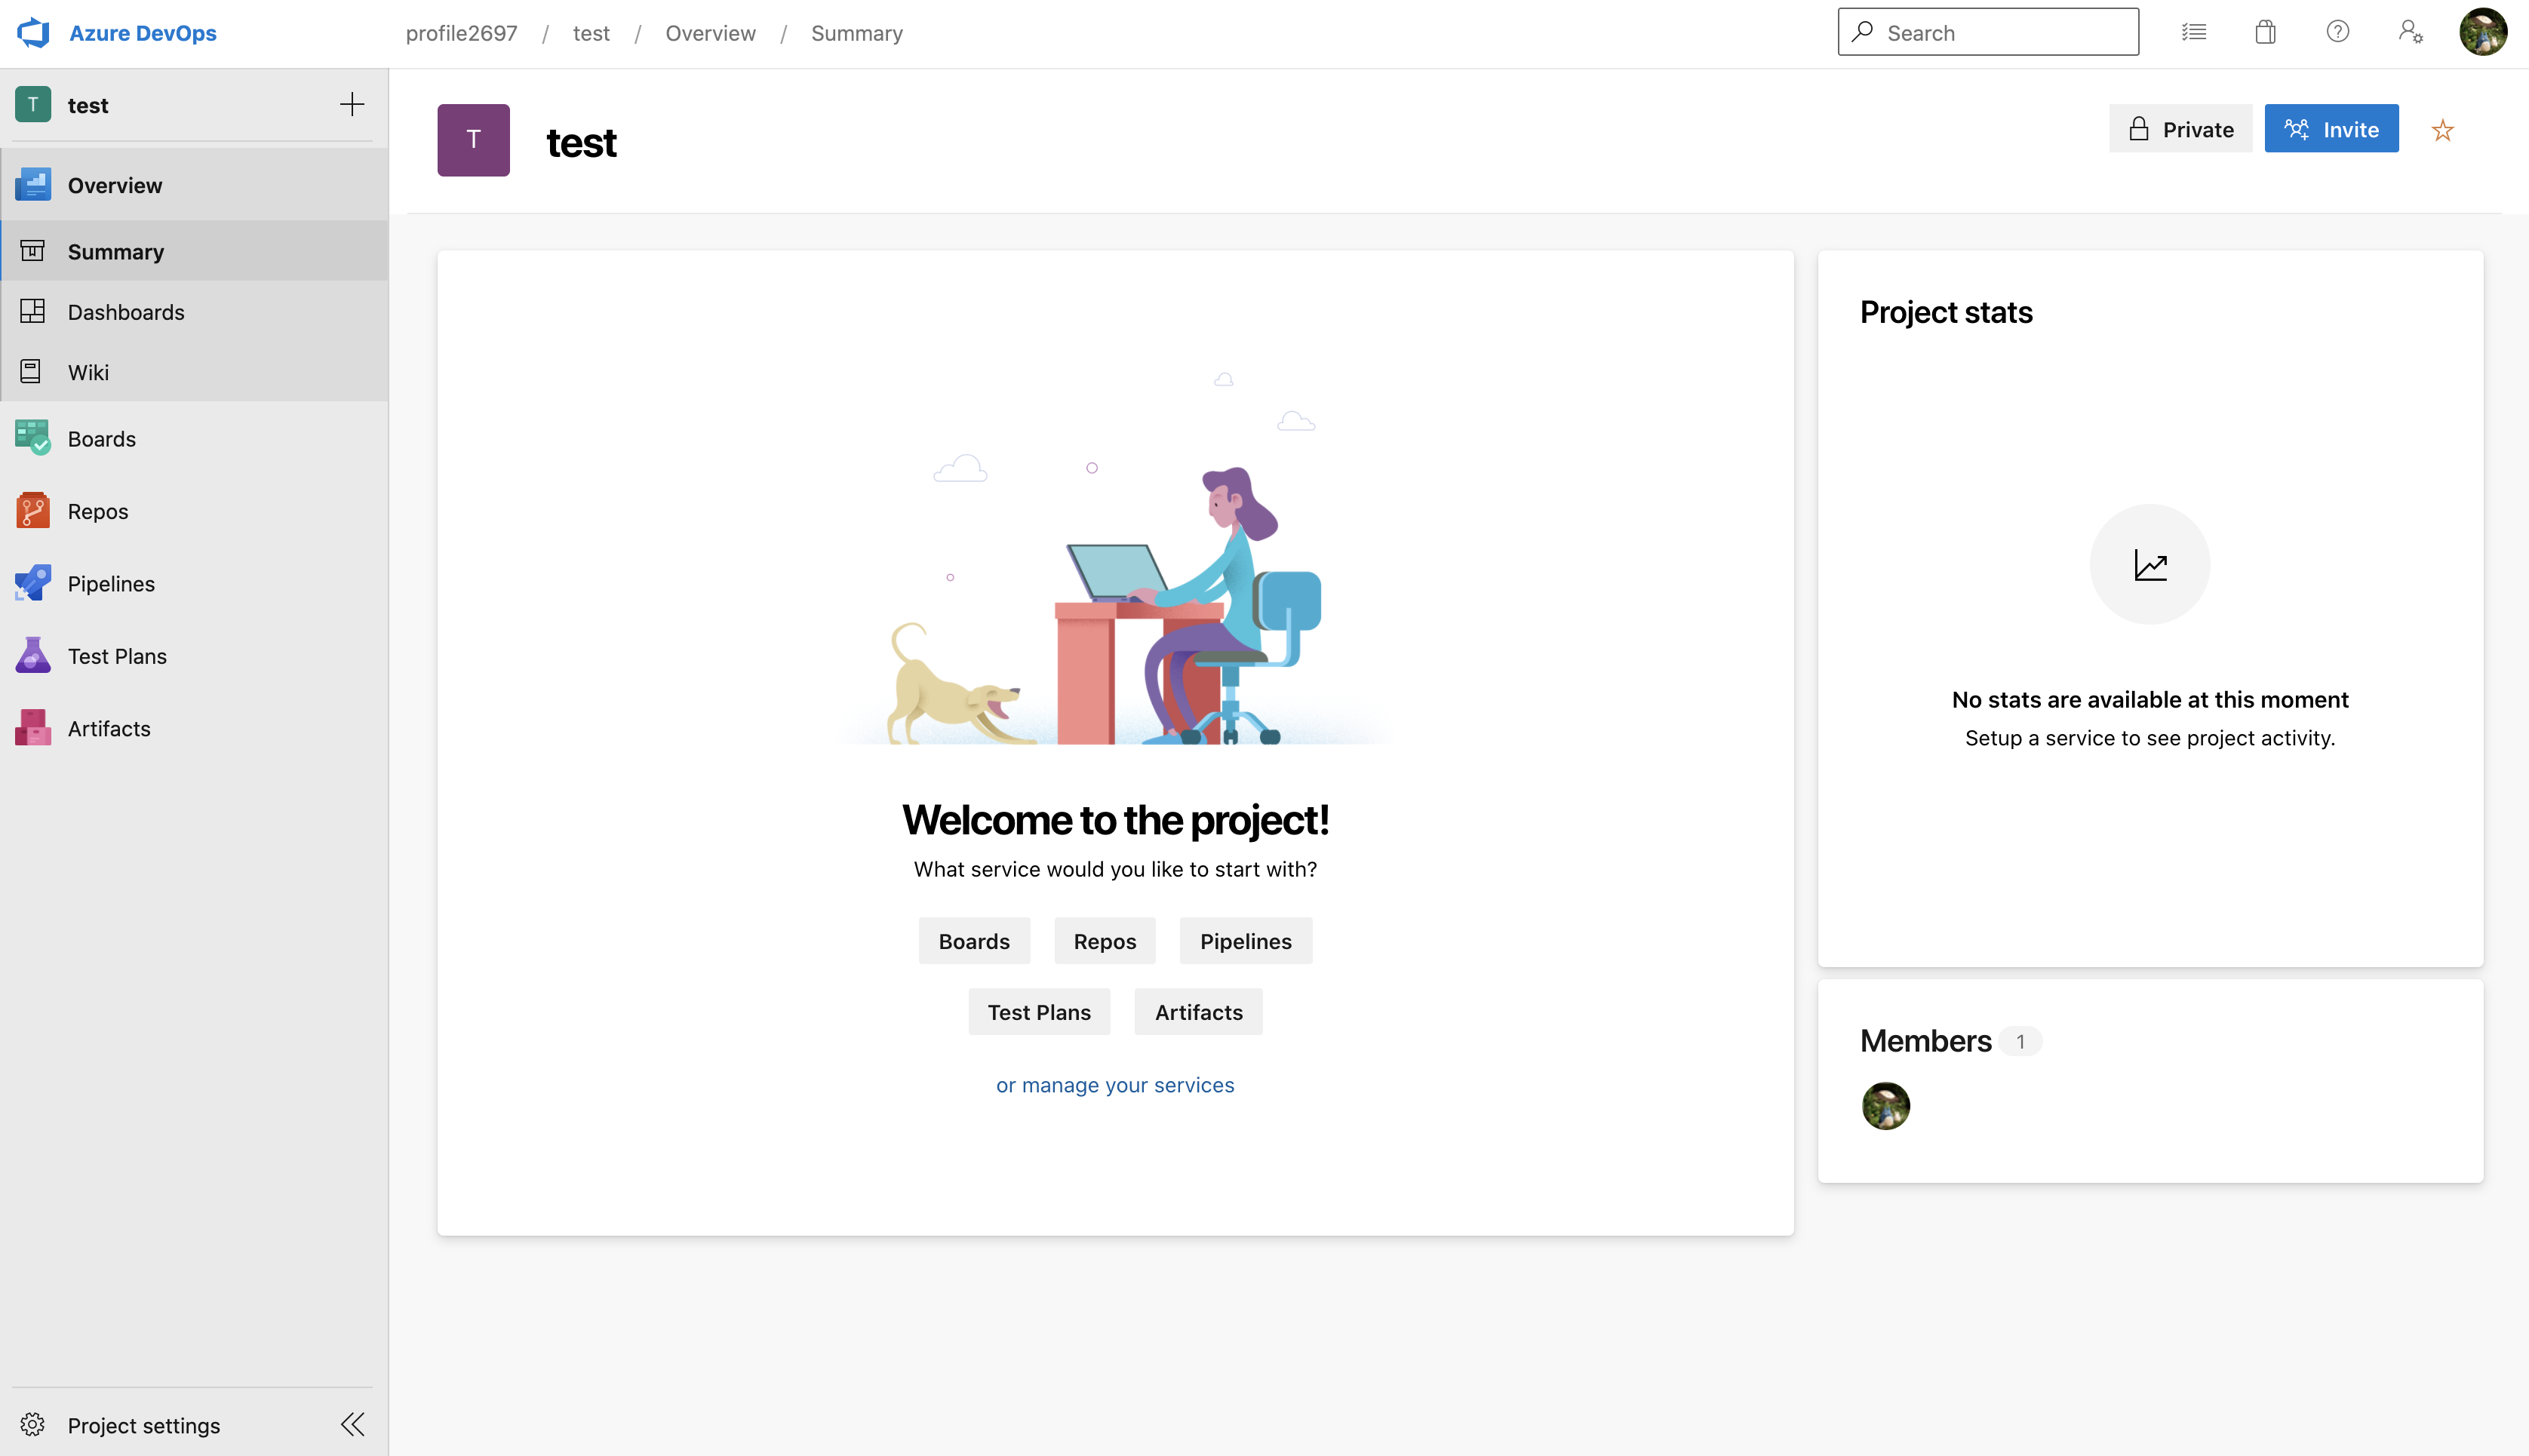 Azure DevOps
profile2697 / test / Overview / Summary
Search
T test
Overview
Summary
Dashboards
Wiki
Boards
Repos
Pipelines
Test Plans
Artifacts
Project settings
T test
Private
Invite
Welcome to the project!
What service would you like to start with?
Boards Repos Pipelines
Test Plans Artifacts
or manage your services
Project stats
No stats are available at this moment
Setup a service to see project activity.
Members 1